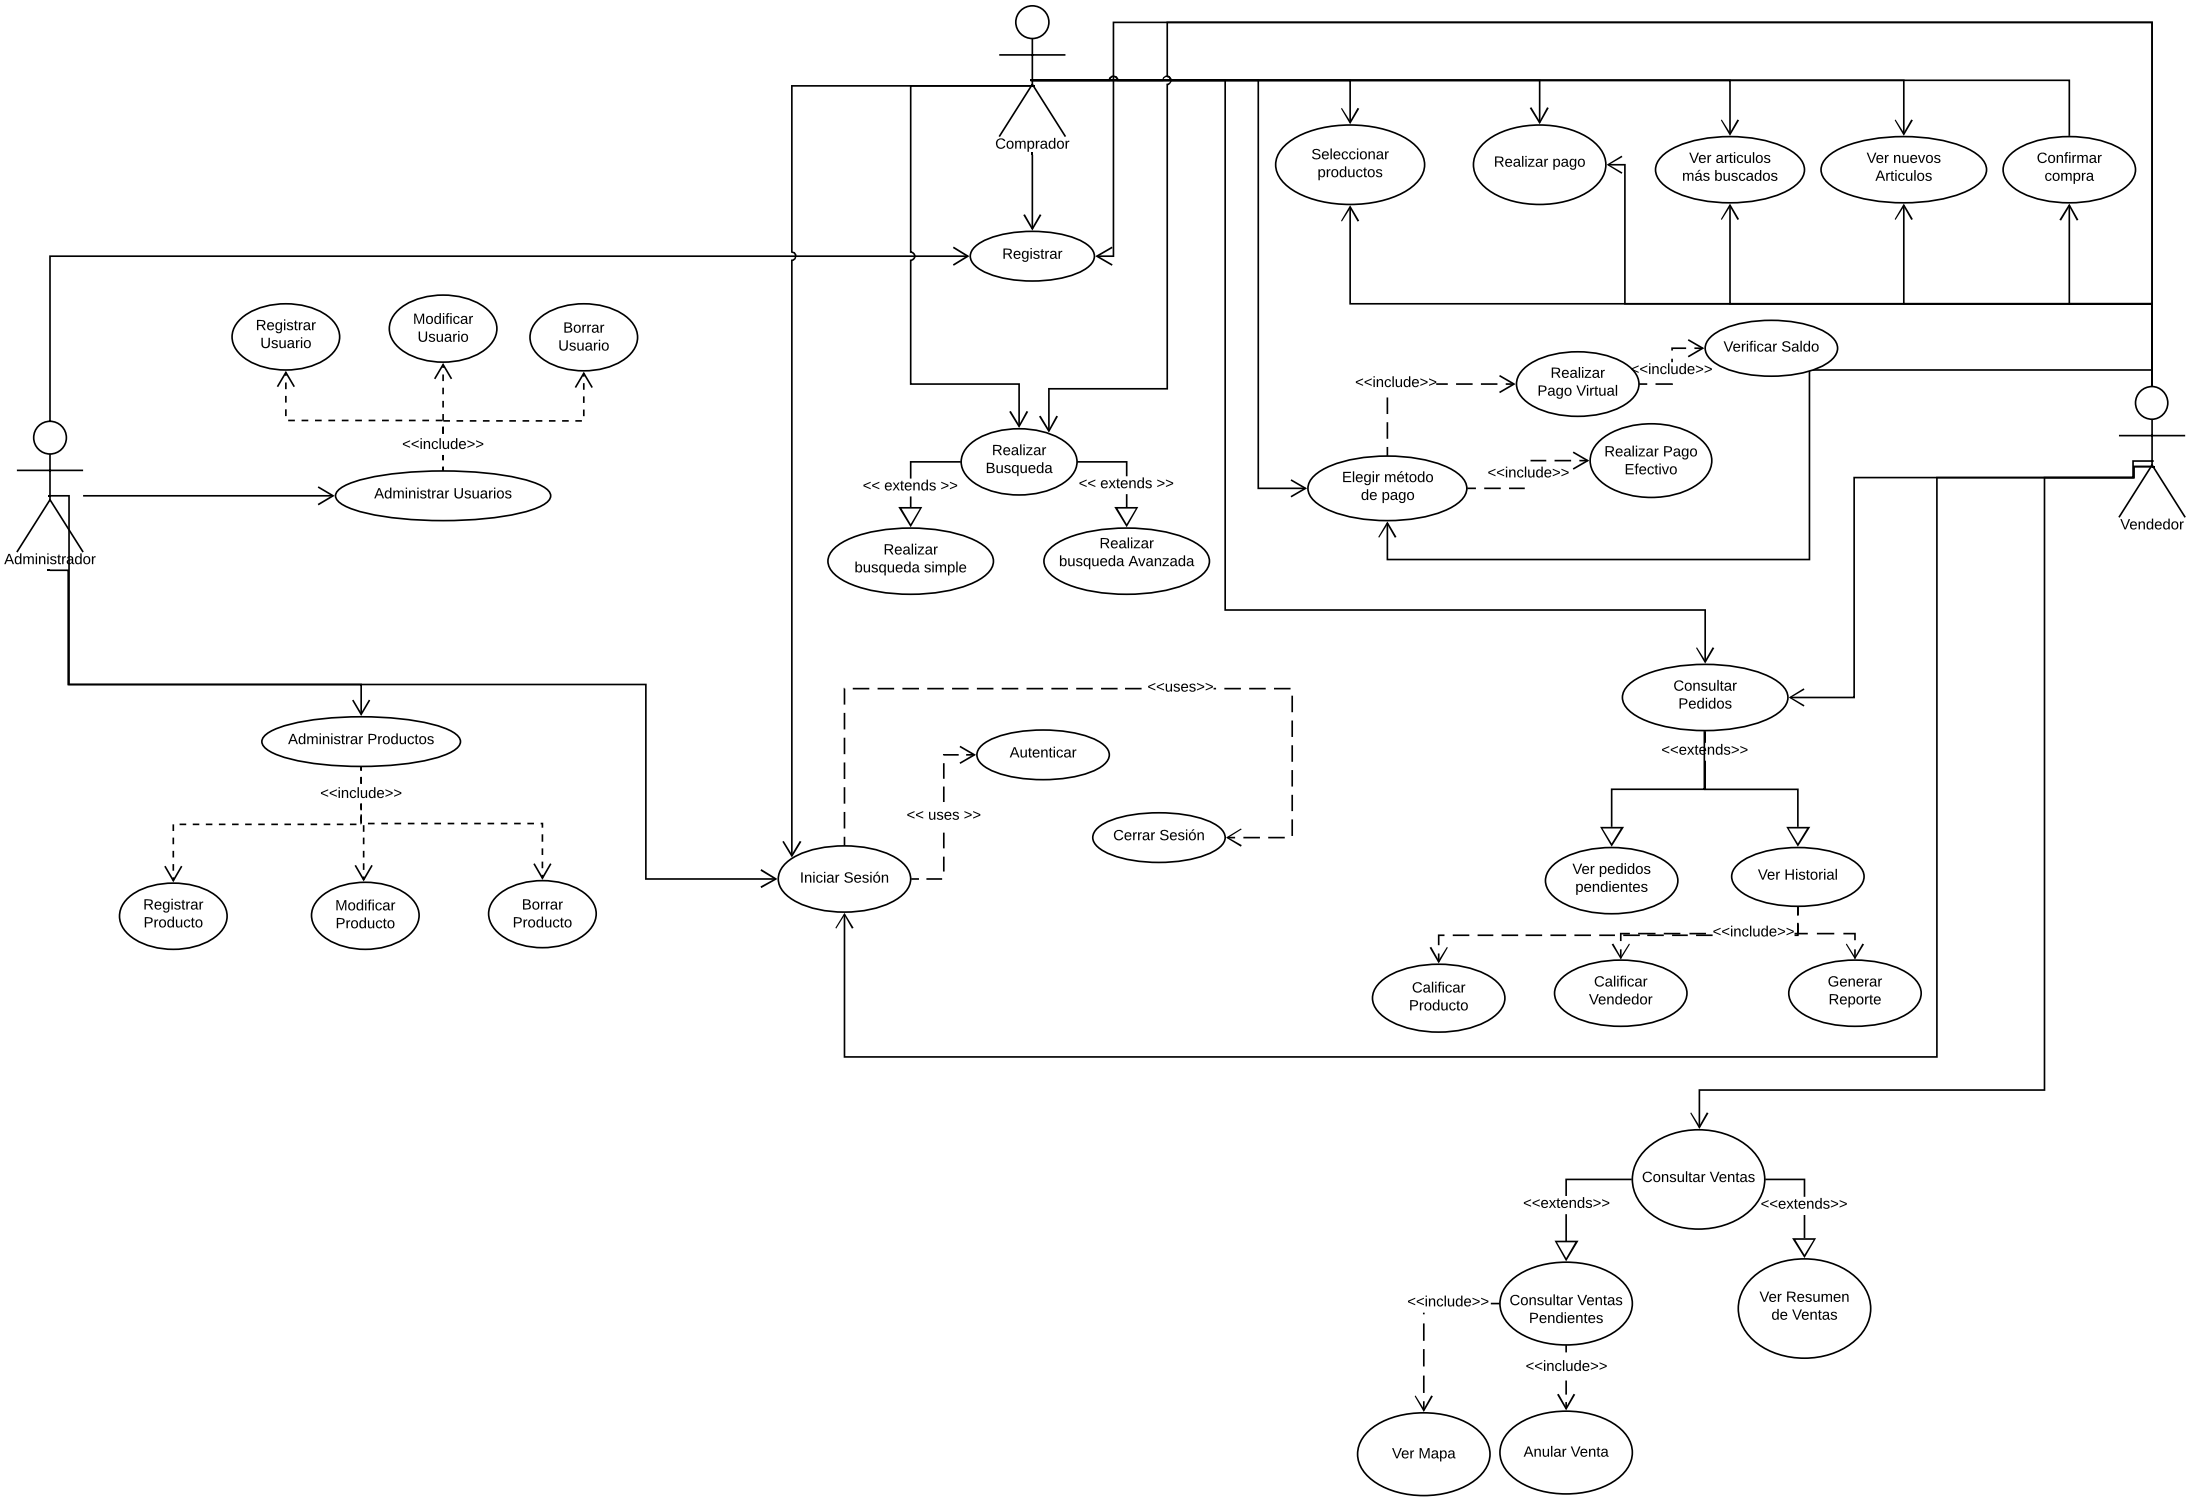 Comprador
Seleccionar
productos
Realizar pago
Ver articulos
más buscados
Ver nuevos
Articulos
Confirmar
compra
Registrar
Registrar
Usuario
Modificar
Usuario
Borrar
Usuario
<<include>>
Administrar Usuarios
Administrador
Verificar Saldo
<<include>>
Realizar
Pago Virtual
<<include>>
Realizar
Busqueda
<< extends >>
<< extends >>
Realizar
busqueda simple
Realizar
busqueda Avanzada
Elegir método
de pago
<<include>>
Realizar Pago
Efectivo
Vendedor
Consultar
Pedidos
<<extends>>
<<uses>>
Autenticar
<< uses >>
Cerrar Sesión
Iniciar Sesión
Administrar Productos
<<include>>
Registrar
Producto
Modificar
Producto
Borrar
Producto
Ver pedidos
pendientes
Ver Historial
<<include>>
Calificar
Producto
Calificar
Vendedor
Generar
Reporte
Consultar Ventas
<<extends>>
<<extends>>
Consultar Ventas
Pendientes
Ver Resumen
de Ventas
<<include>>
<<include>>
Ver Mapa
Anular Venta